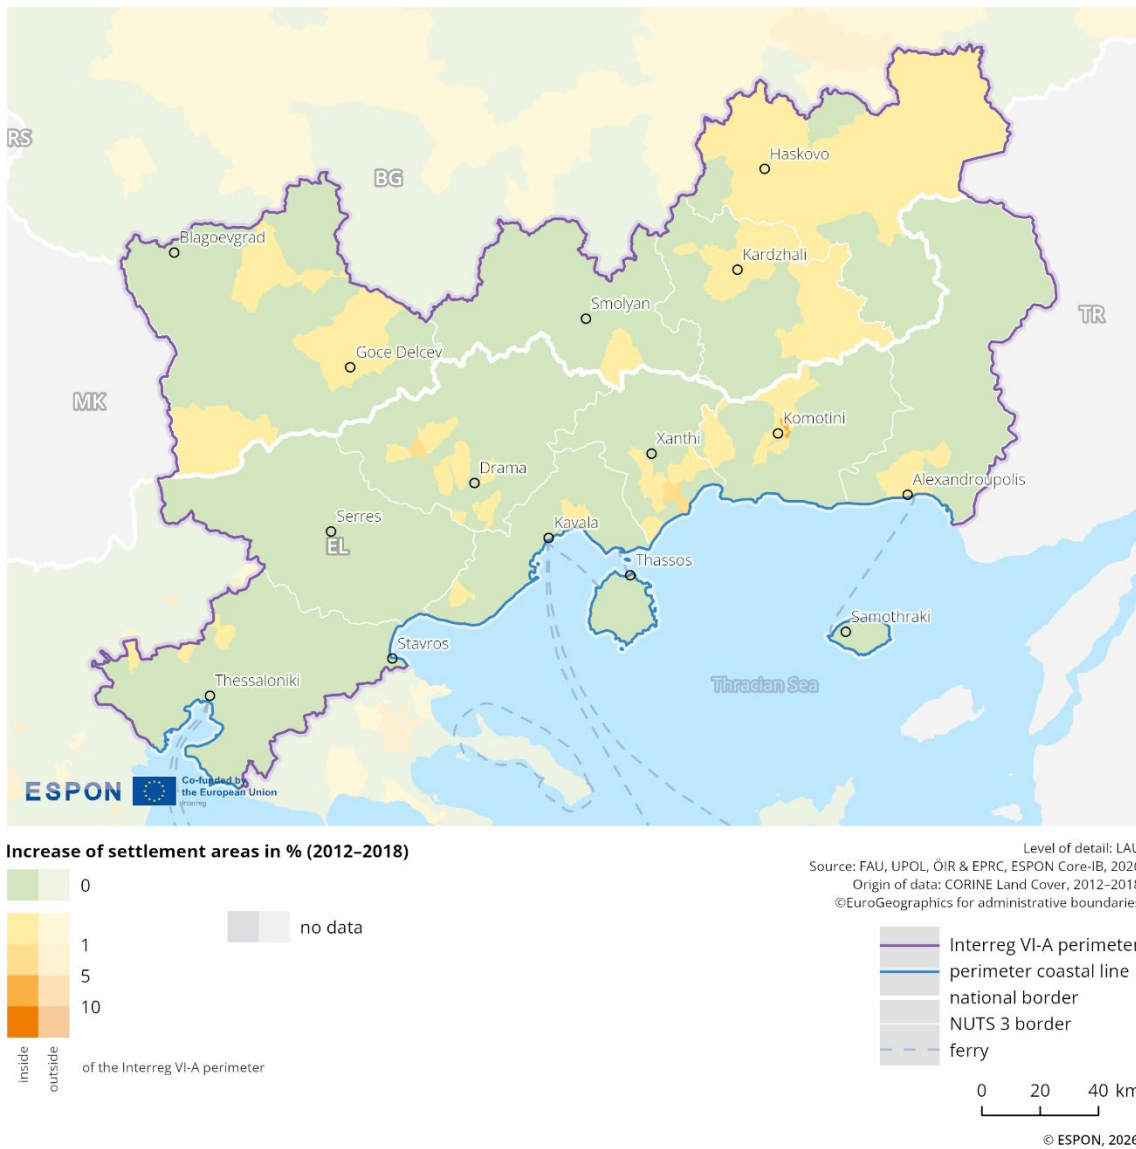 RS
BG
Haskovo
Blagoevgrad
Kardzhali
Smolyan
TR
Goce Delcev
MK
Komotini
Xanthi
Drama
Alexandroupolis
Serres
Kavala
EL
Thassos
Samothraki
Stavros
Thessaloniki
Thracian Sea
ESPON
Co-funded by
the European Union
Interreg
Increase of settlement areas in % (2012–2018)
0
1
5
10
no data
inside
outside
of the Interreg VI-A perimeter
Level of detail: LAU
Source: FAU, UPOL, ÖIR & EPRC, ESPON Core-IB, 2026
Origin of data: CORINE Land Cover, 2012–2018
©EuroGeographics for administrative boundaries
Interreg VI-A perimeter
perimeter coastal line
national border
NUTS 3 border
ferry
0 20 40 km
© ESPON, 2026